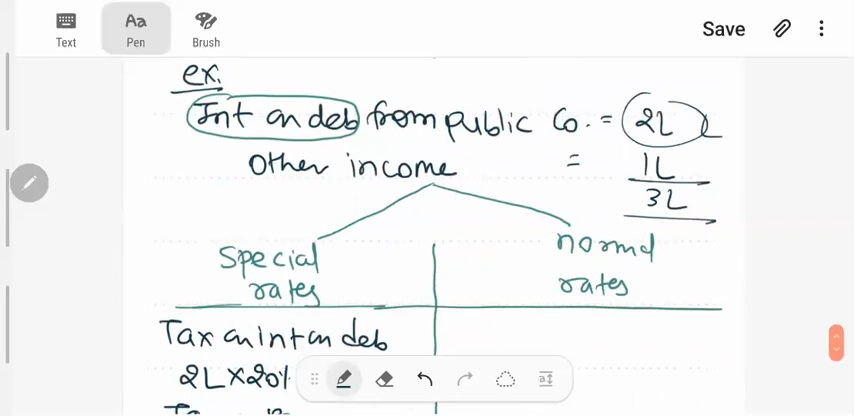 Text
Aa
Pen
Brush
Save
ex.
Int on deb from public Co. = 2L
Other income = 1L
3L
Special rates
normal rates
Tax on int on deb
2L X 20%